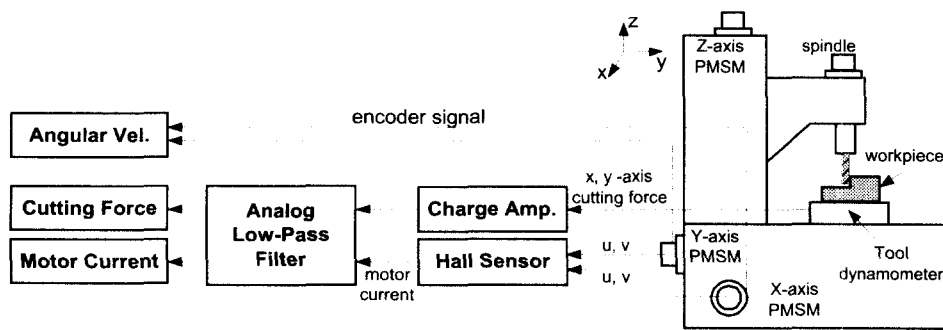 z
x
y
Z-axis
PMSM
spindle
encoder signal
Angular Vel.
workpiece
x, y -axis
cutting force
Cutting Force
Analog
Low-Pass
Filter
Charge Amp.
Motor Current
motor
current
Hall Sensor
u, v
u, v
Y-axis
PMSM
Tool
dynamometer
X-axis
PMSM